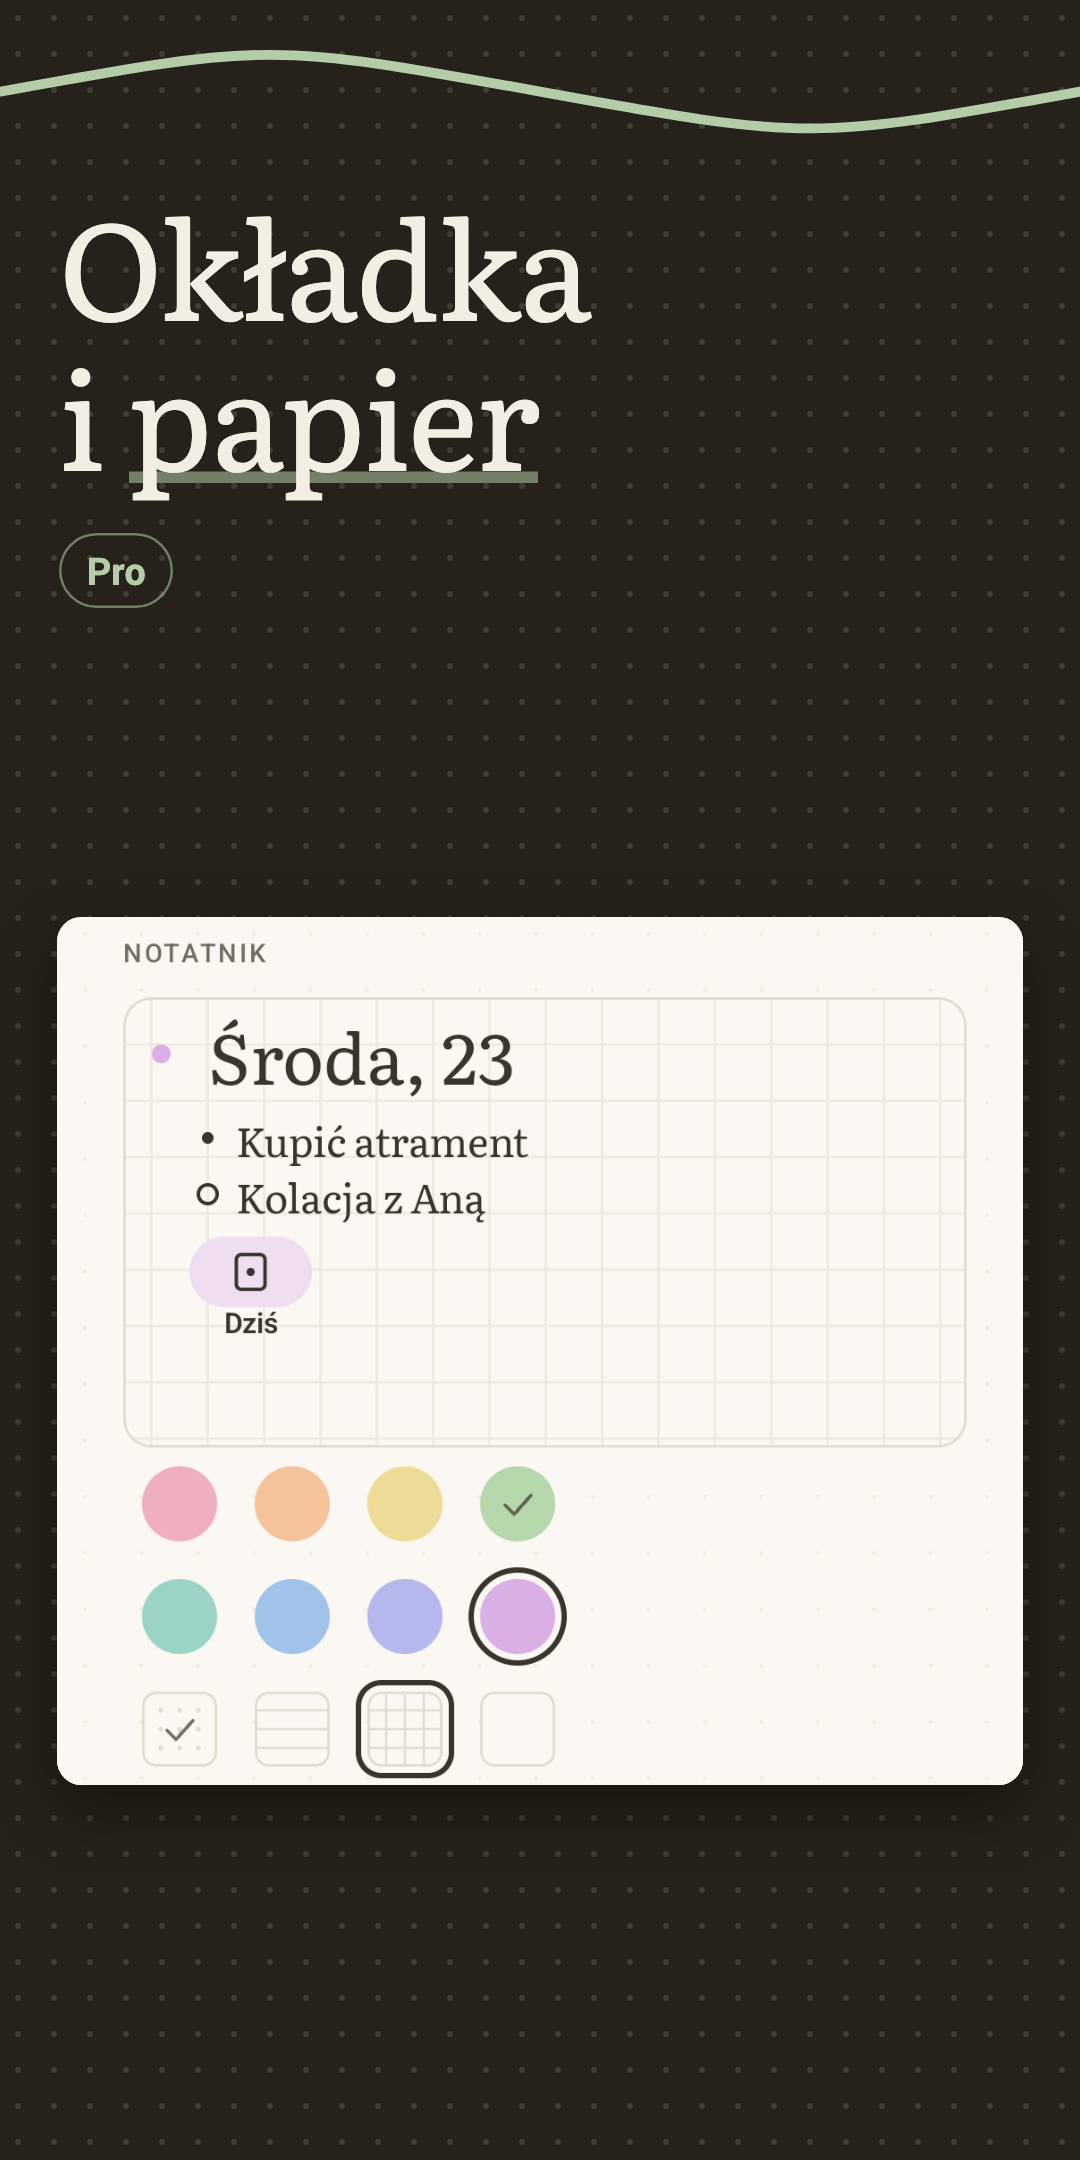 Okładka
i papier
Pro
NOTATNIK
Środa, 23
Kupić atrament
Kolacja z Aną
Dziś